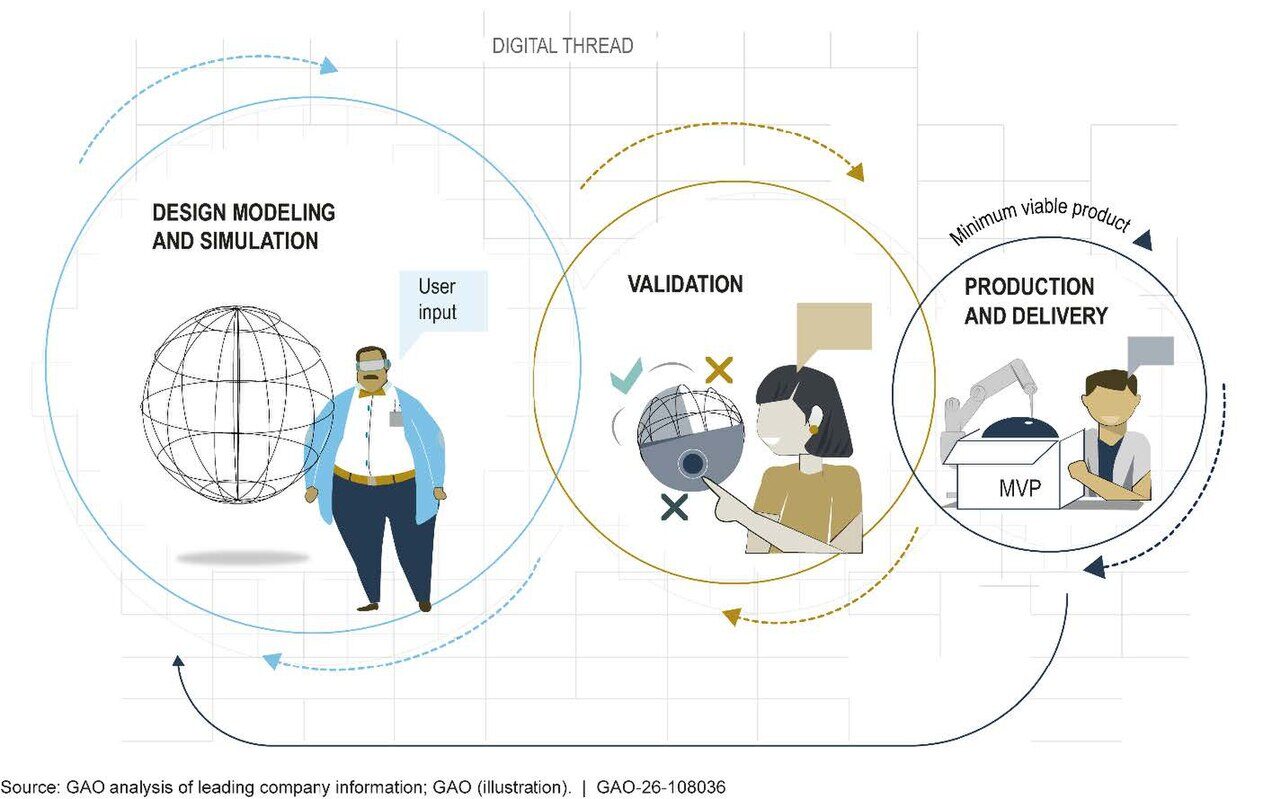 DIGITAL THREAD
DESIGN MODELING
AND SIMULATION
User
input
VALIDATION
Minimum viable product
PRODUCTION
AND DELIVERY
MVP
Source: GAO analysis of leading company information; GAO (illustration).  |  GAO-26-108036